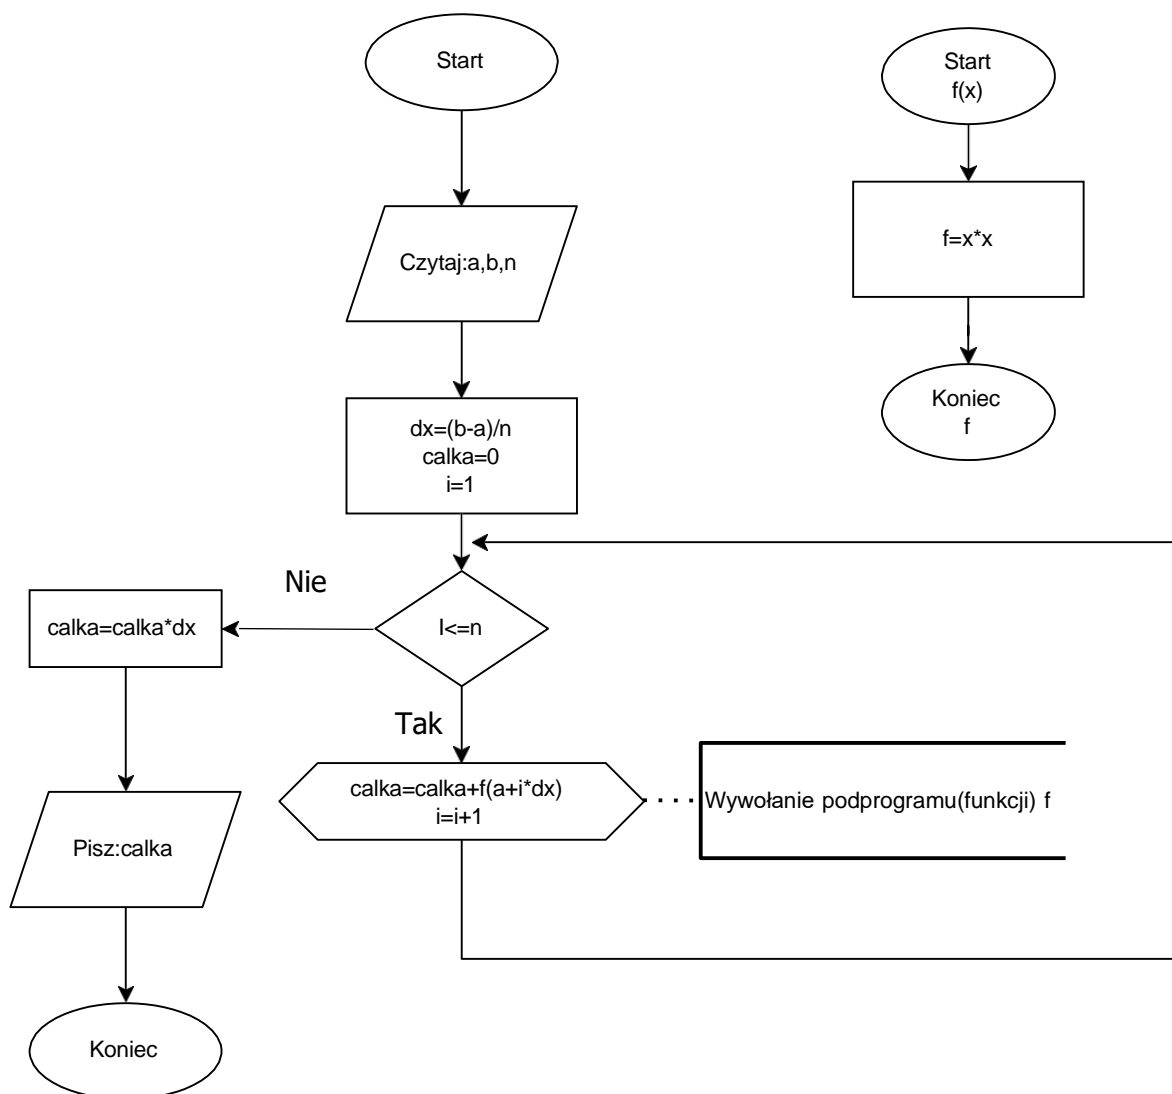 Start
Czytaj:a,b,n
dx=(b-a)/n
calka=0
i=1
I<=n
Nie
calka=calka*dx
Pisz:calka
Koniec
Tak
calka=calka+f(a+i*dx)
i=i+1
Wywołanie podprogramu(funkcji) f
Start
f(x)
f=x*x
Koniec
f